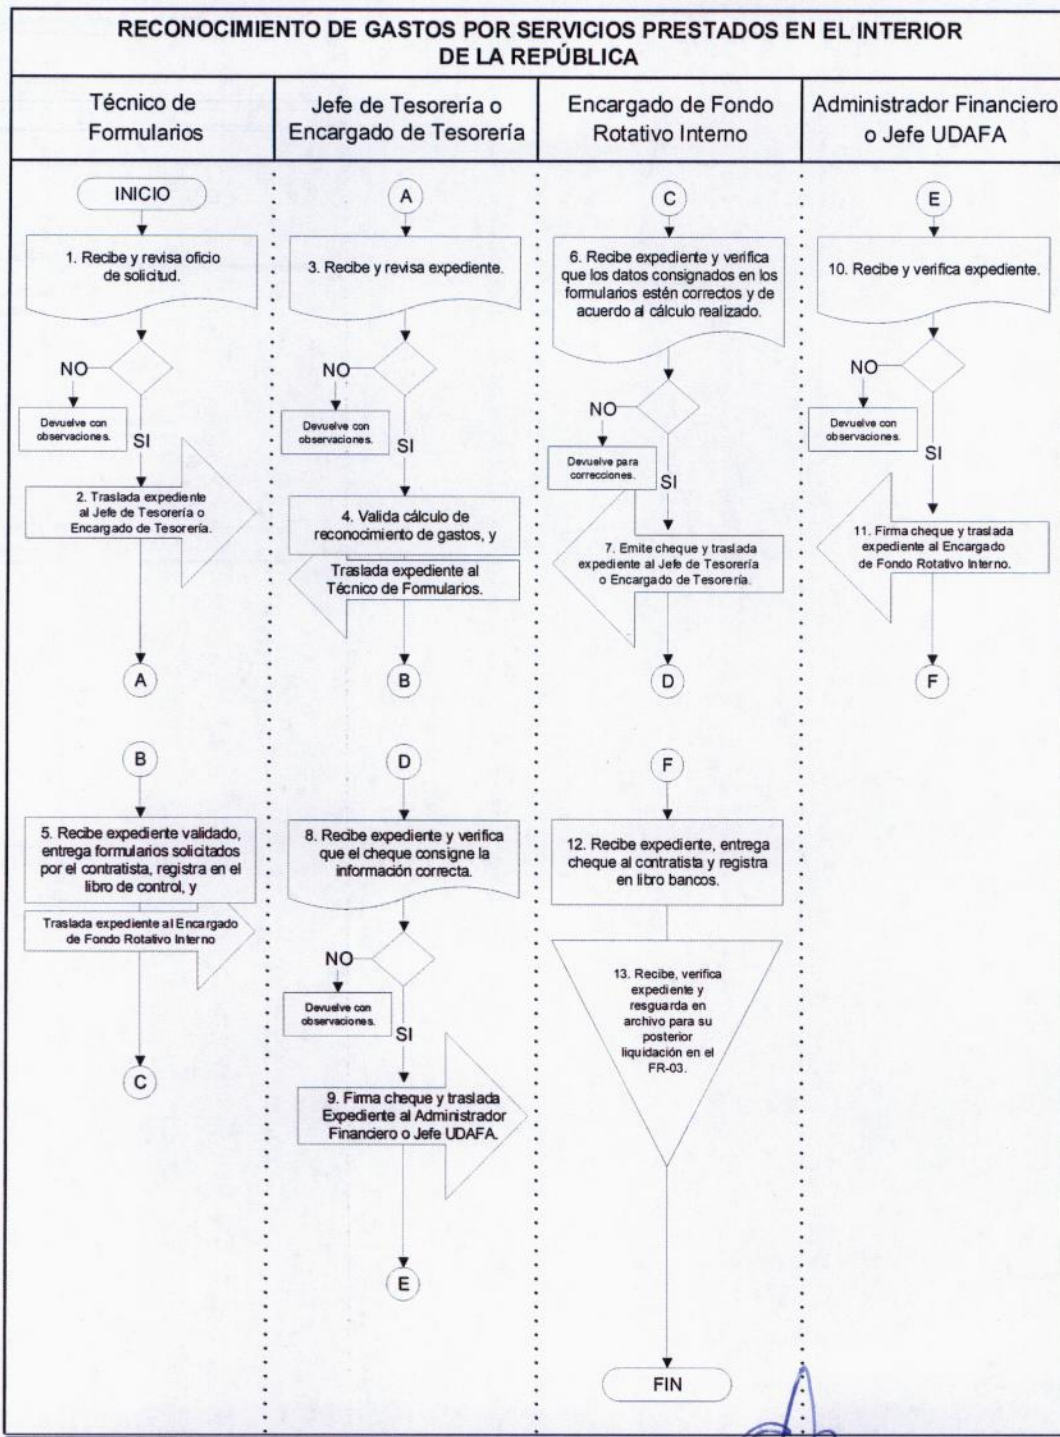 RECONOCIMIENTO DE GASTOS POR SERVICIOS PRESTADOS EN EL INTERIOR
DE LA REPÚBLICA
Técnico de
Formularios
Jefe de Tesorería o
Encargado de Tesorería
Encargado de Fondo
Rotativo Interno
Administrador Financiero
o Jefe UDAFA
INICIO
1. Recibe y revisa oficio
de solicitud.
NO
Devuelve con
observaciones.
SI
2. Traslada expediente
al Jefe de Tesorería o
Encargado de Tesorería.
A
A
3. Recibe y revisa expediente.
NO
Devuelve con
observaciones.
SI
4. Valida cálculo de
reconocimiento de gastos, y
Traslada expediente al
Técnico de Formularios.
B
C
6. Recibe expediente y verifica
que los datos consignados en los
formularios estén correctos y de
acuerdo al cálculo realizado.
NO
Devuelve para
correcciones.
SI
7. Emite cheque y traslada
expediente al Jefe de Tesorería
o Encargado de Tesorería.
D
E
10. Recibe y verifica expediente.
NO
Devuelve con
observaciones.
SI
11. Firma cheque y traslada
expediente al Encargado
de Fondo Rotativo Interno.
F
B
5. Recibe expediente validado,
entrega formularios solicitados
por el contratista, registra en el
libro de control, y
Traslada expediente al Encargado
de Fondo Rotativo Interno
C
D
8. Recibe expediente y verifica
que el cheque consigne la
información correcta.
NO
Devuelve con
observaciones.
SI
9. Firma cheque y traslada
Expediente al Administrador
Financiero o Jefe UDAFA.
E
F
12. Recibe expediente, entrega
cheque al contratista y registra
en libro bancos.
13. Recibe, verifica
expediente y
resguarda en
archivo para su
posterior
liquidación en el
FR-03.
FIN